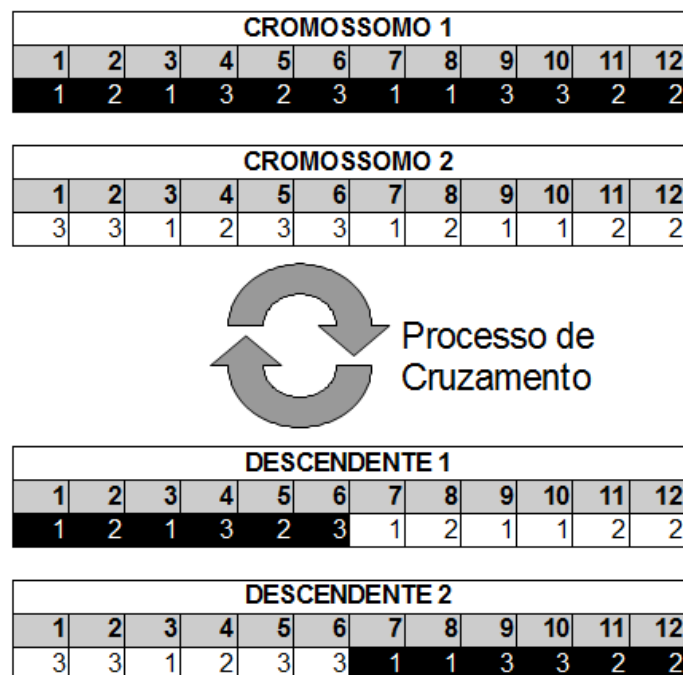 CROMOSSOMO 1
1 2 3 4 5 6 7 8 9 10 11 12
1 2 1 3 2 3 1 1 3 3 2 2
CROMOSSOMO 2
1 2 3 4 5 6 7 8 9 10 11 12
3 3 1 2 3 3 1 2 1 1 2 2
Processo de
Cruzamento
DESCENDENTE 1
1 2 3 4 5 6 7 8 9 10 11 12
1 2 1 3 2 3 1 2 1 1 2 2
DESCENDENTE 2
1 2 3 4 5 6 7 8 9 10 11 12
3 3 1 2 3 3 1 1 3 3 2 2